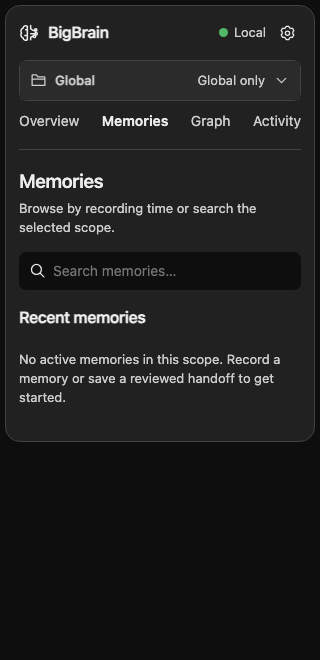 BigBrain
Local
Global
Global only
Overview Memories Graph Activity
Memories
Browse by recording time or search the
selected scope.
Search memories...
Recent memories
No active memories in this scope. Record a
memory or save a reviewed handoff to get
started.